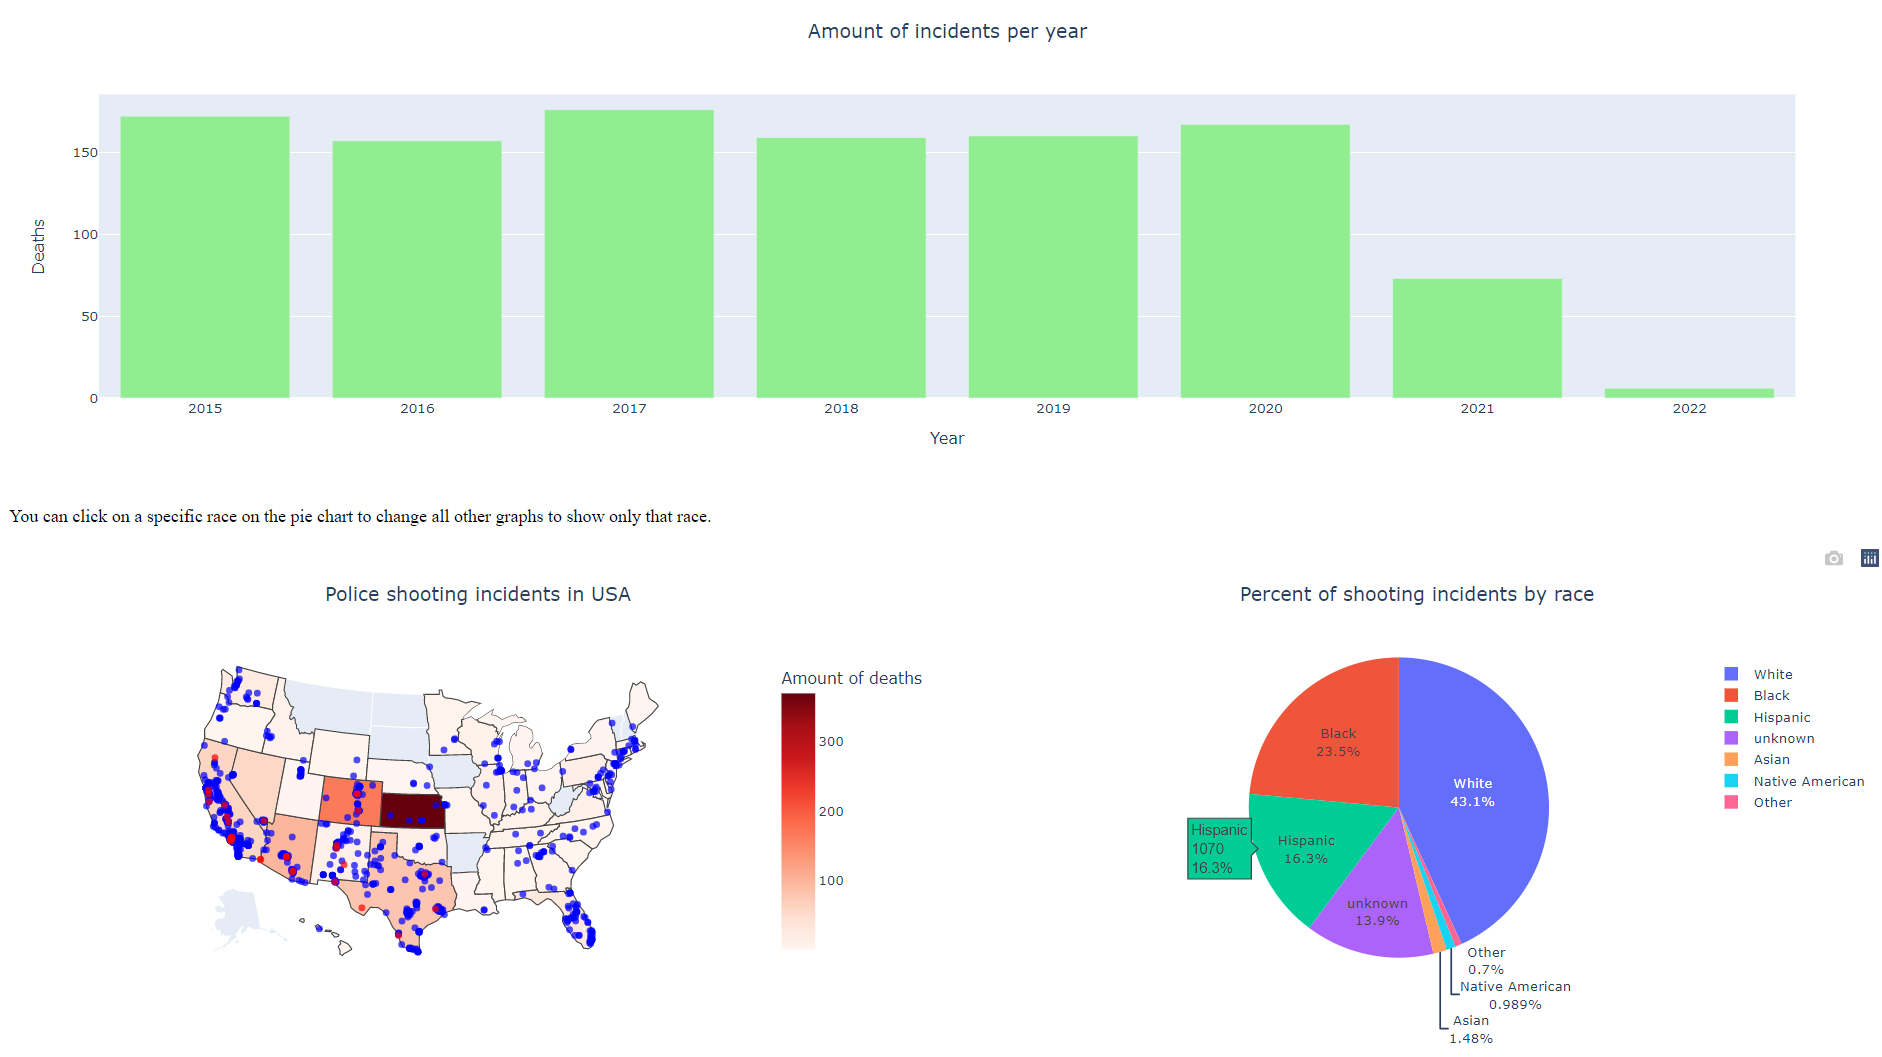 Amount of incidents per year
150
100
50
0
Deaths
2015 2016 2017 2018 2019 2020 2021 2022
Year
You can click on a specific race on the pie chart to change all other graphs to show only that race.
Police shooting incidents in USA
Amount of deaths
300
200
100
Percent of shooting incidents by race
White
43.1%
Black
23.5%
Hispanic
16.3%
Hispanic
1070
16.3%
unknown
13.9%
Other
0.7%
Native American
0.989%
Asian
1.48%
White
Black
Hispanic
unknown
Asian
Native American
Other